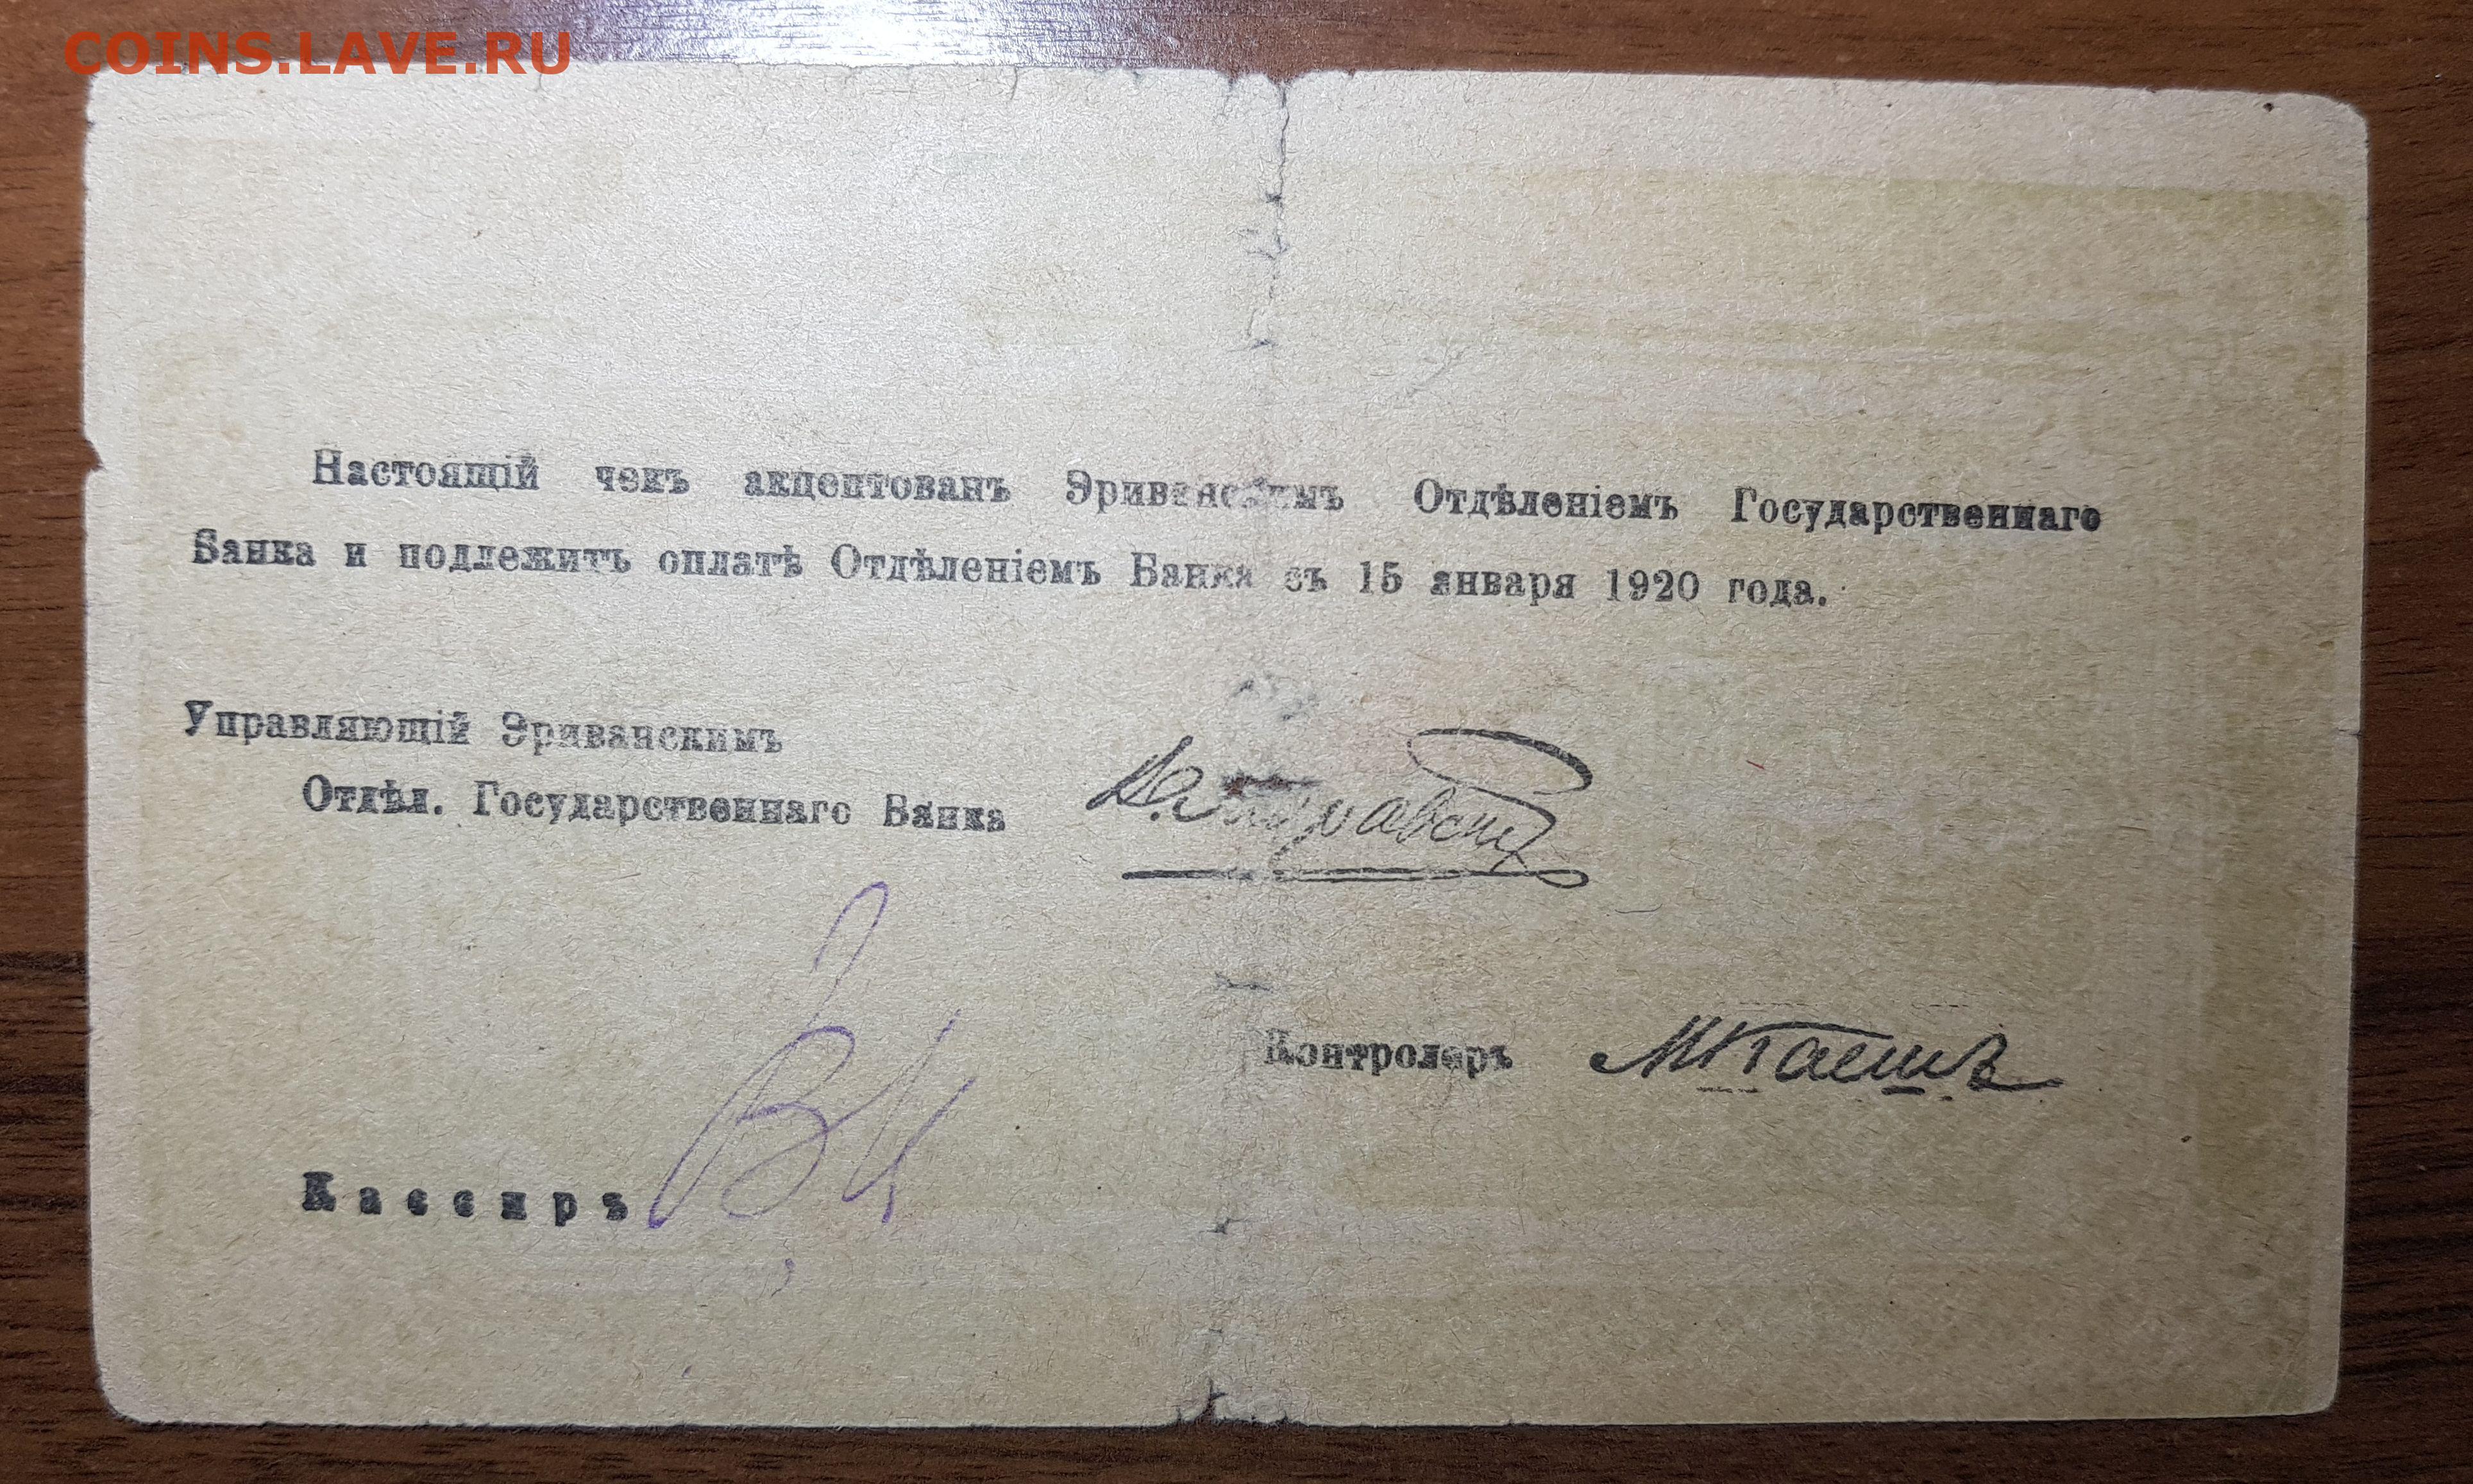 COINS.LAVE.RU
Настоящій чекъ акцептованъ Эриванскимъ Отдѣленіемъ Государственнаго
Банка и подлежитъ оплатѣ Отдѣленіемъ Банка съ 15 января 1920 года.
Управляющій Эриванскимъ
Отдѣл. Государственнаго Банка
Контролеръ
Кассиръ